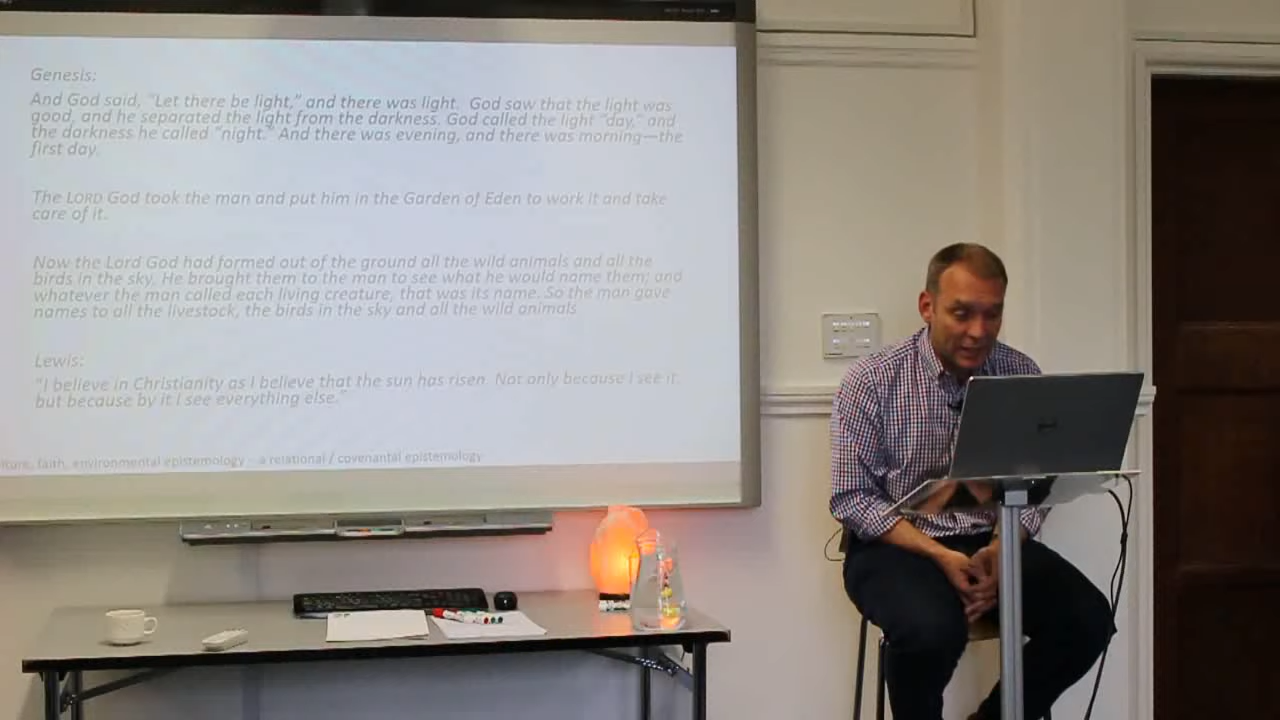 Genesis:
And God said, “Let there be light,” and there was light. God saw that the light was
good, and he separated the light from the darkness. God called the light “day,” and
the darkness he called “night.” And there was evening, and there was morning—the
first day.
The LORD God took the man and put him in the Garden of Eden to work it and take
care of it.
Now the Lord God had formed out of the ground all the wild animals and all the
birds in the sky. He brought them to the man to see what he would name them; and
whatever the man called each living creature, that was its name. So the man gave
names to all the livestock, the birds in the sky and all the wild animals
Lewis:
“I believe in Christianity as I believe that the sun has risen. Not only because I see it,
but because by it I see everything else.”
faith, environmental epistemology – a relational / covenantal epistemology